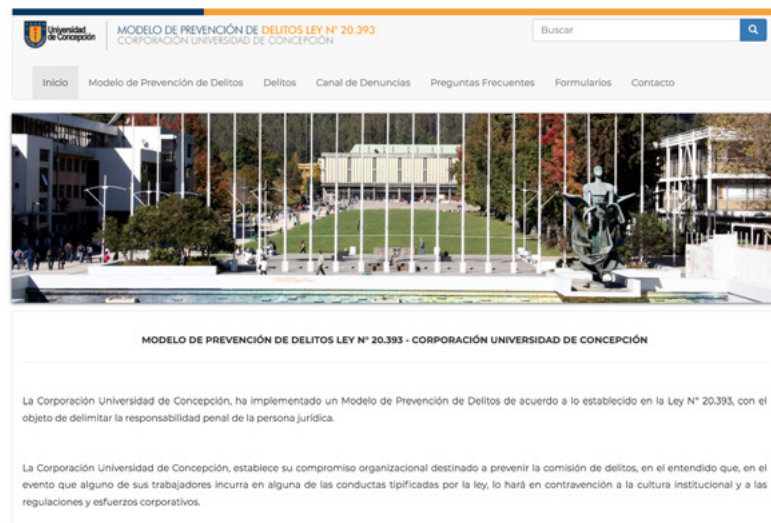 Universidad
de Concepción
MODELO DE PREVENCIÓN DE DELITOS LEY N° 20.393
CORPORACIÓN UNIVERSIDAD DE CONCEPCIÓN
Buscar
Inicio Modelo de Prevención de Delitos Delitos Canal de Denuncias Preguntas Frecuentes Formularios Contacto
MODELO DE PREVENCIÓN DE DELITOS LEY N° 20.393 - CORPORACIÓN UNIVERSIDAD DE CONCEPCIÓN
La Corporación Universidad de Concepción, ha implementado un Modelo de Prevención de Delitos de acuerdo a lo establecido en la Ley N° 20.393, con el
objeto de delimitar la responsabilidad penal de la persona jurídica.
La Corporación Universidad de Concepción, establece su compromiso organizacional destinado a prevenir la comisión de delitos, en el entendido que, en el
evento que alguno de sus trabajadores incurra en alguna de las conductas tipificadas por la ley, lo hará en contravención a la cultura institucional y a las
regulaciones y esfuerzos corporativos.